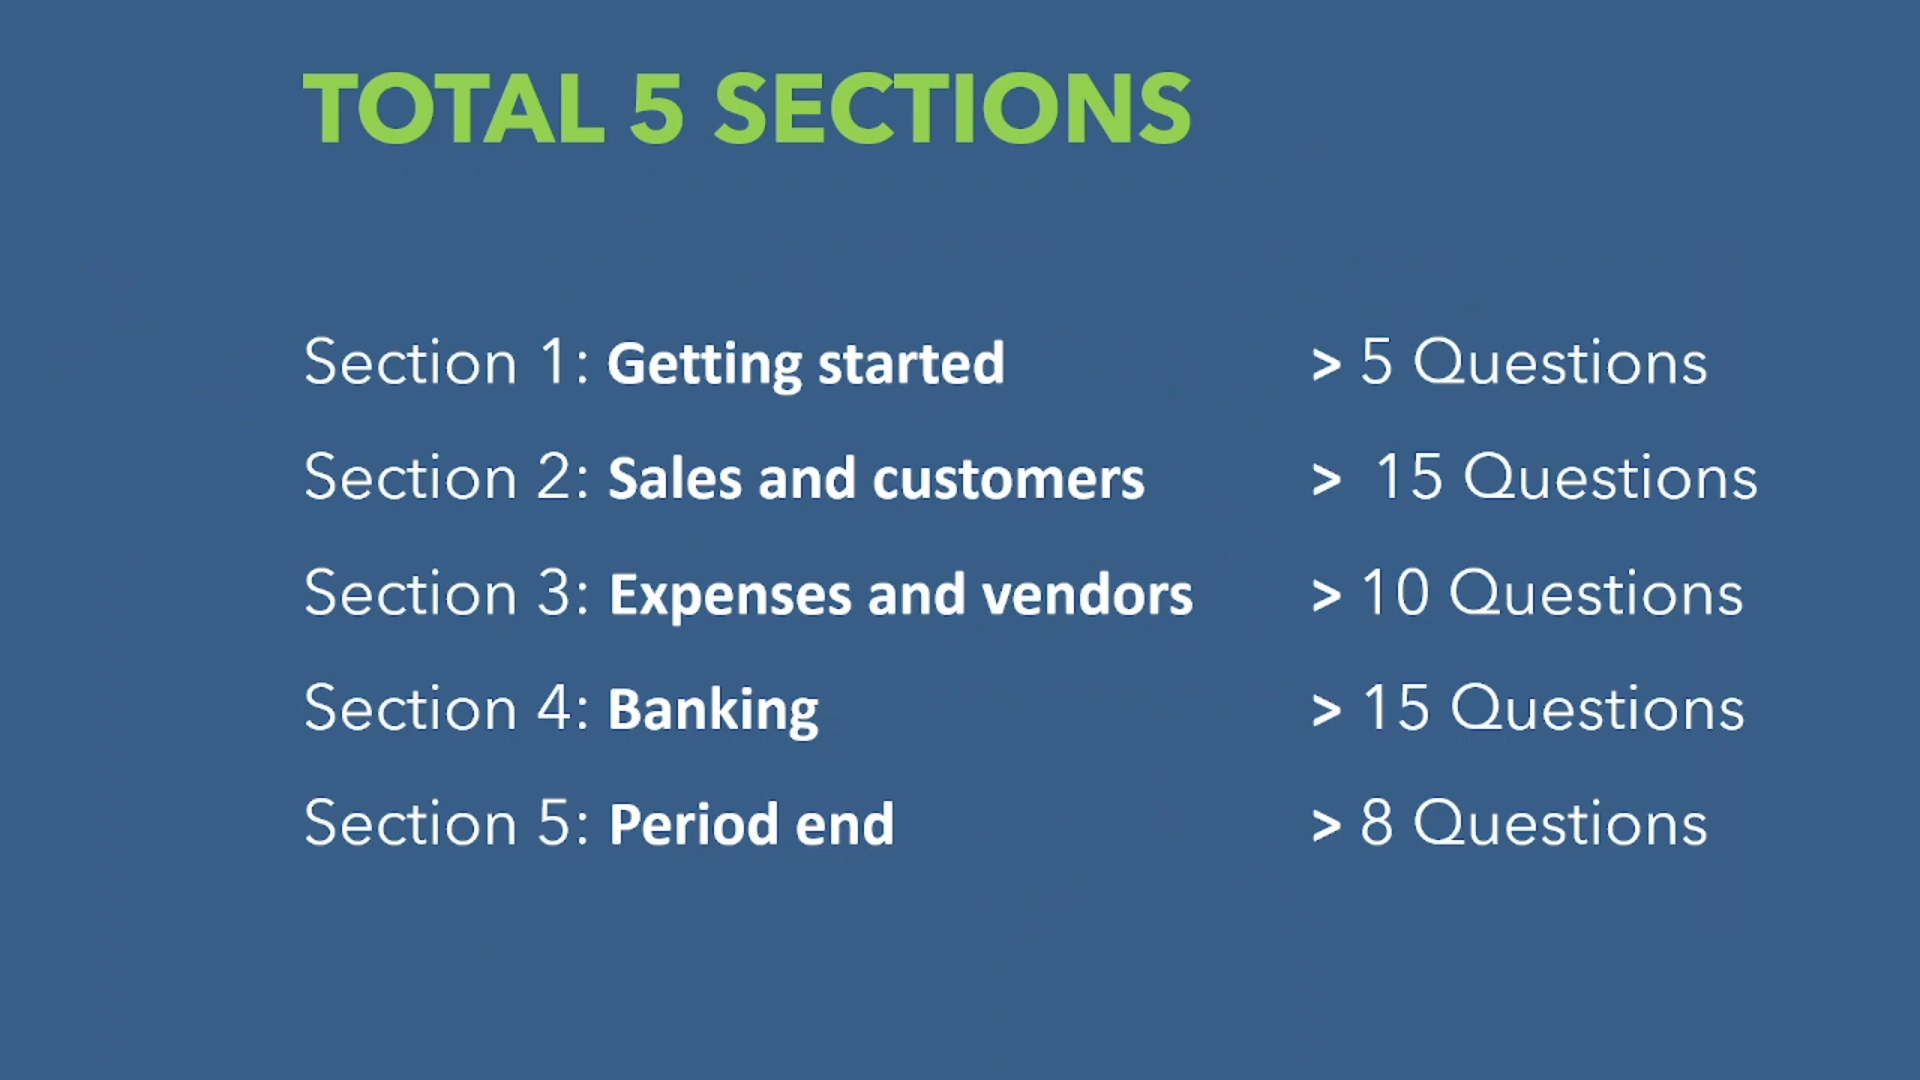 TOTAL 5 SECTIONS
Section 1: Getting started > 5 Questions
Section 2: Sales and customers > 15 Questions
Section 3: Expenses and vendors > 10 Questions
Section 4: Banking > 15 Questions
Section 5: Period end > 8 Questions